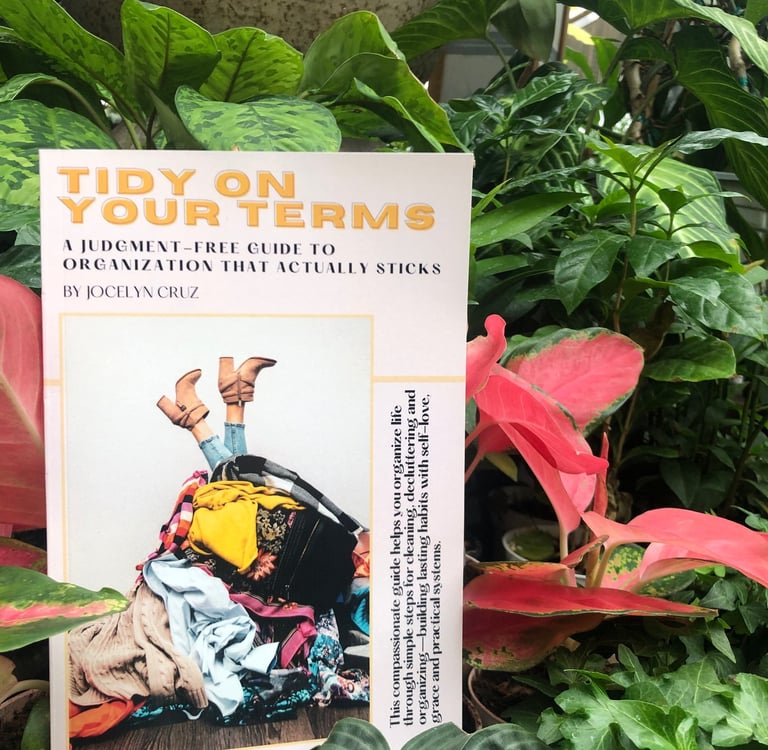 TIDY ON
YOUR TERMS
A JUDGMENT-FREE GUIDE TO
ORGANIZATION THAT ACTUALLY STICKS
BY JOCELYN CRUZ
This compassionate guide helps you organize life
through simple steps for cleaning, decluttering and
organizing—building lasting habits with self-love,
grace and practical systems.